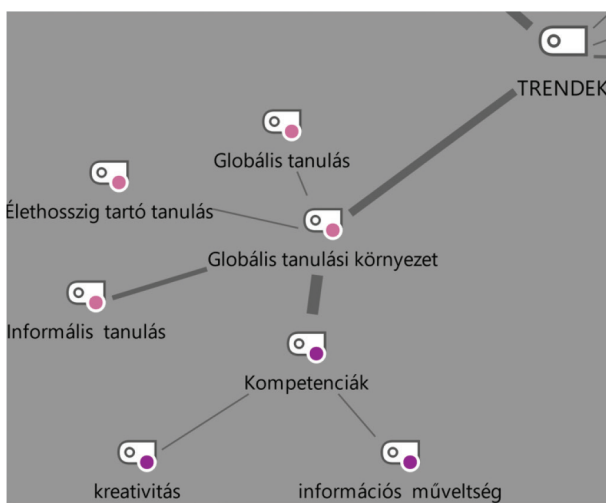 TRENDEK
Globális tanulás
Élethosszig tartó tanulás
Globális tanulási környezet
Informális tanulás
Kompetenciák
kreativitás
információs műveltség